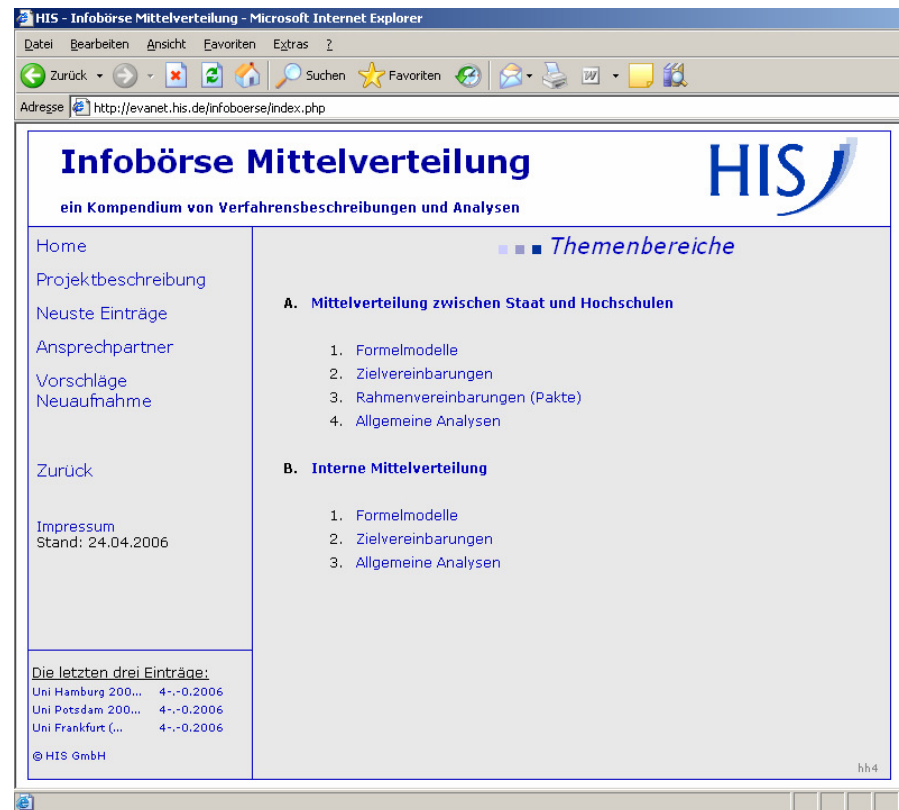 HIS - Infobörse Mittelverteilung - Microsoft Internet Explorer
Datei Bearbeiten Ansicht Favoriten Extras ?
Zurück Suchen Favoriten
Adresse http://evanet.his.de/infoboerse/index.php
Infobörse Mittelverteilung
HIS
ein Kompendium von Verfahrensbeschreibungen und Analysen
Home
Projektbeschreibung
Neuste Einträge
Ansprechpartner
Vorschläge
Neuaufnahme
Zurück
Impressum
Stand: 24.04.2006
Die letzten drei Einträge:
Uni Hamburg 200... 4-.-0.2006
Uni Potsdam 200... 4-.-0.2006
Uni Frankfurt (... 4-.-0.2006
© HIS GmbH
Themenbereiche
A. Mittelverteilung zwischen Staat und Hochschulen
1. Formelmodelle
2. Zielvereinbarungen
3. Rahmenvereinbarungen (Pakte)
4. Allgemeine Analysen
B. Interne Mittelverteilung
1. Formelmodelle
2. Zielvereinbarungen
3. Allgemeine Analysen
hh4